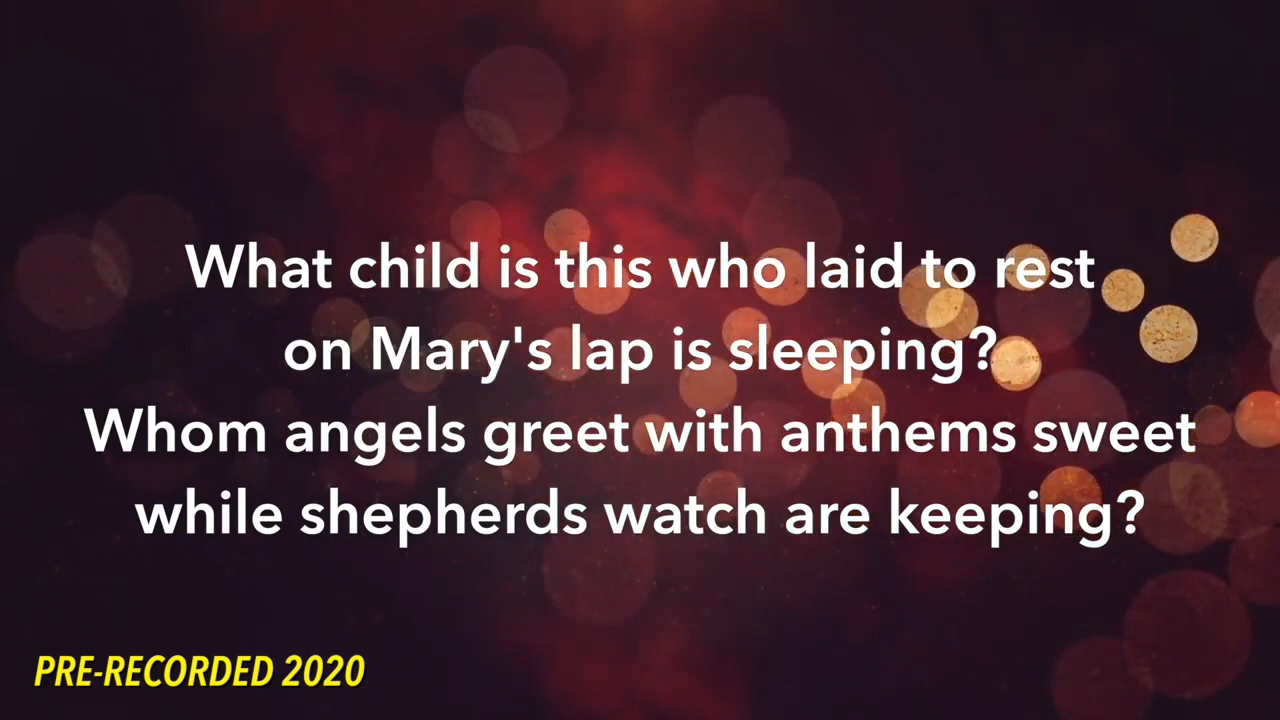 What child is this who laid to rest
on Mary's lap is sleeping?
Whom angels greet with anthems sweet
while shepherds watch are keeping?
PRE-RECORDED 2020